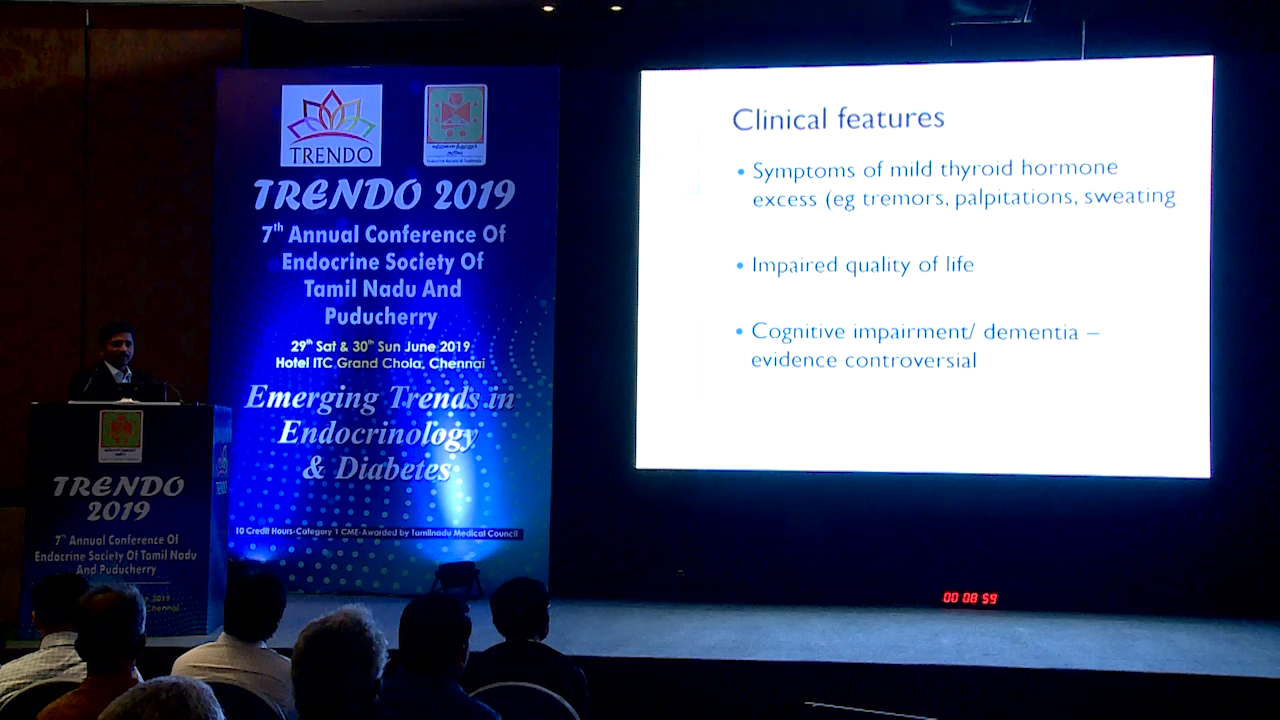 TRENDO
TRENDO 2019
7th Annual Conference Of
Endocrine Society Of
Tamil Nadu And
Puducherry
29th Sat & 30th Sun June 2019
Hotel ITC Grand Chola, Chennai
Emerging Trends in
Endocrinology
& Diabetes
10 Credit Hours-Category 1 CME-Awarded by Tamilnadu Medical Council
Clinical features
• Symptoms of mild thyroid hormone
excess (eg tremors, palpitations, sweating
• Impaired quality of life
• Cognitive impairment/ dementia –
evidence controversial
TRENDO
2019
7th Annual Conference Of
Endocrine Society Of Tamil Nadu
And Puducherry
2019
Chennai
00 08 59